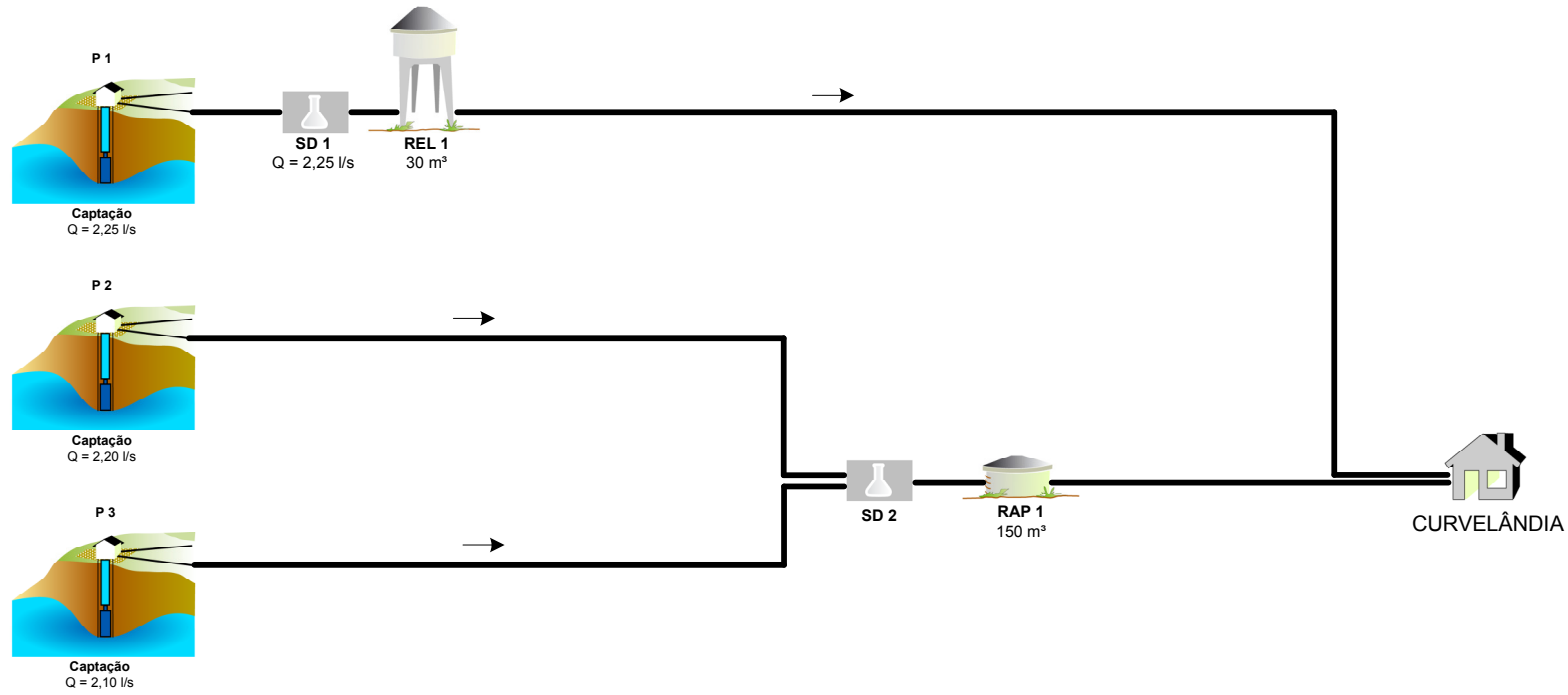 P 1
SD 1
Q = 2,25 l/s
REL 1
30 m³
Captação
Q = 2,25 l/s
P 2
Captação
Q = 2,20 l/s
SD 2
RAP 1
150 m³
CURVELÂNDIA
P 3
Captação
Q = 2,10 l/s